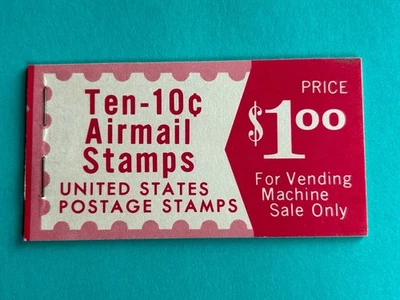 Ten-10¢
Airmail
Stamps
UNITED STATES
POSTAGE STAMPS
PRICE
$1.00
For Vending
Machine
Sale Only